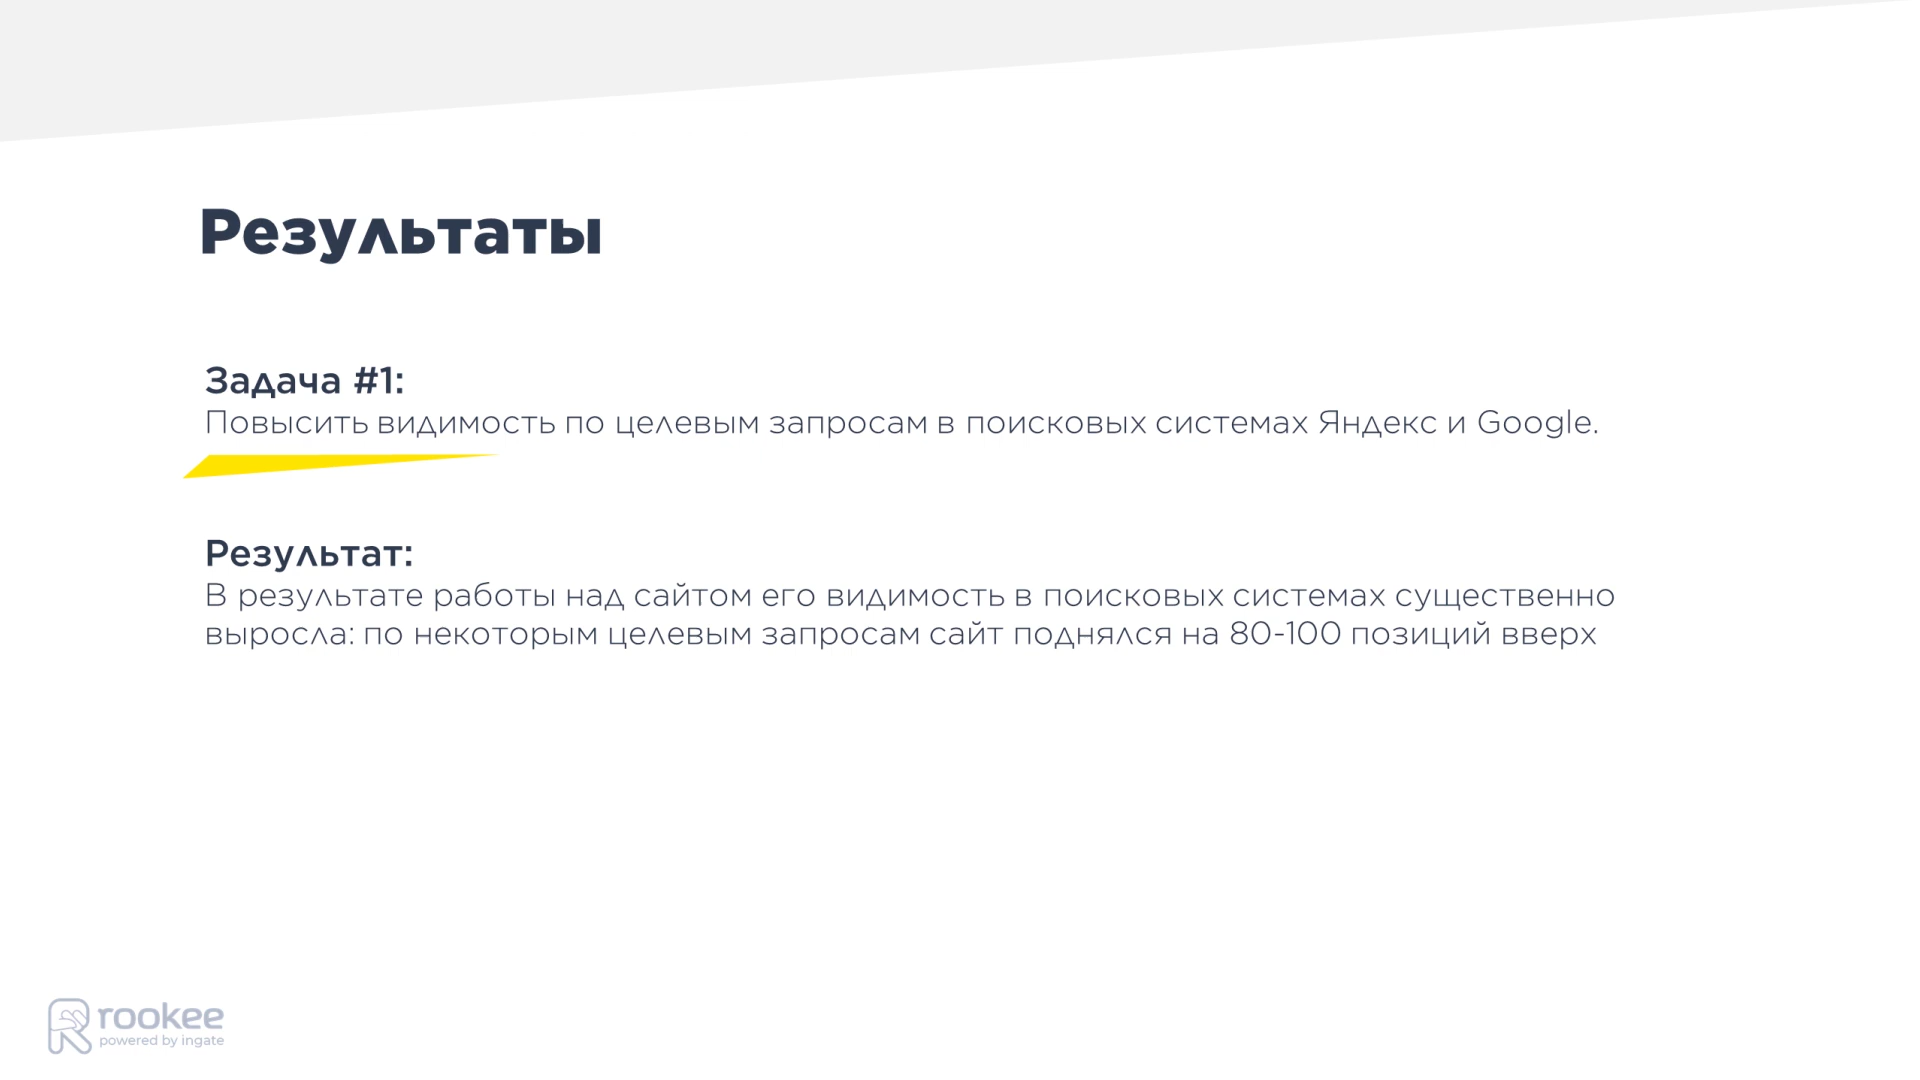 Результаты
Задача #1:
Повысить видимость по целевым запросам в поисковых системах Яндекс и Google.
Результат:
В результате работы над сайтом его видимость в поисковых системах существенно
выросла: по некоторым целевым запросам сайт поднялся на 80-100 позиций вверх
rookee
powered by ingate